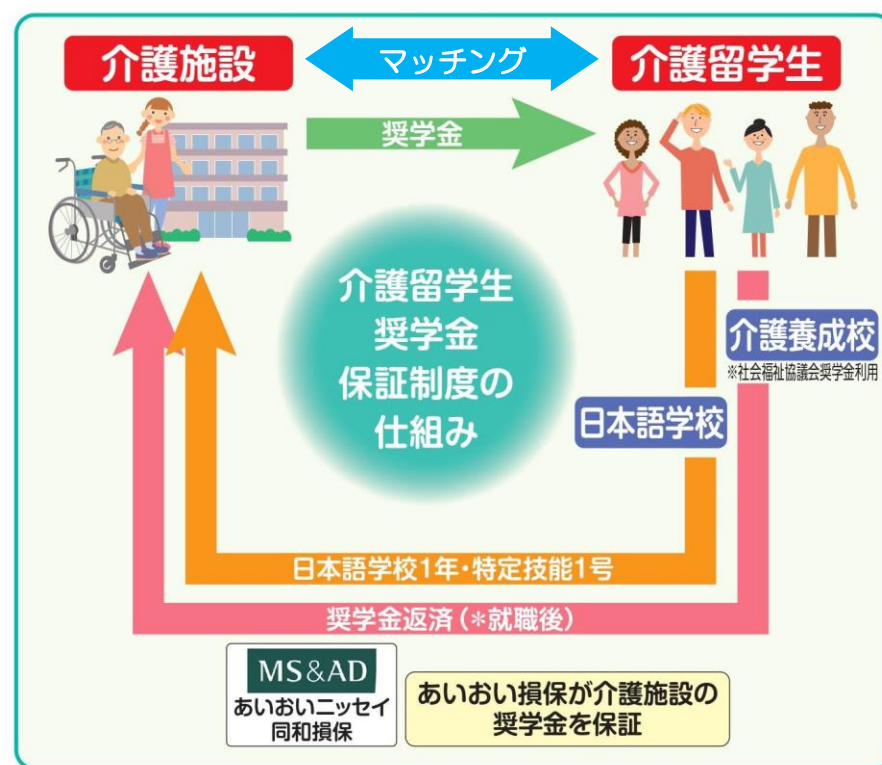 介護施設
マッチング
介護留学生
奨学金
介護留学生
奨学金
保証制度の
仕組み
介護養成校
※社会福祉協議会奨学金利用
日本語学校
日本語学校1年・特定技能1号
奨学金返済(*就職後)
MS&AD
あいおいニッセイ
同和損保
あいおい損保が介護施設の
奨学金を保証